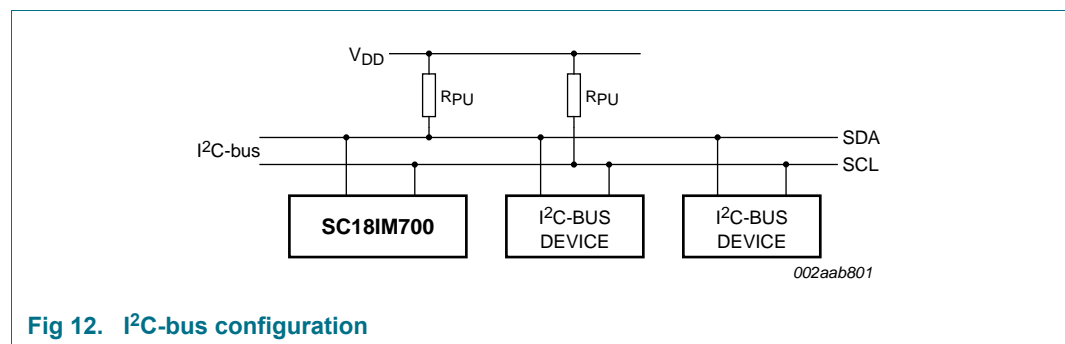 VDD
RPU RPU
I2C-bus
SDA
SCL
SC18IM700
I2C-BUS
DEVICE
I2C-BUS
DEVICE
002aab801
Fig 12. I2C-bus configuration